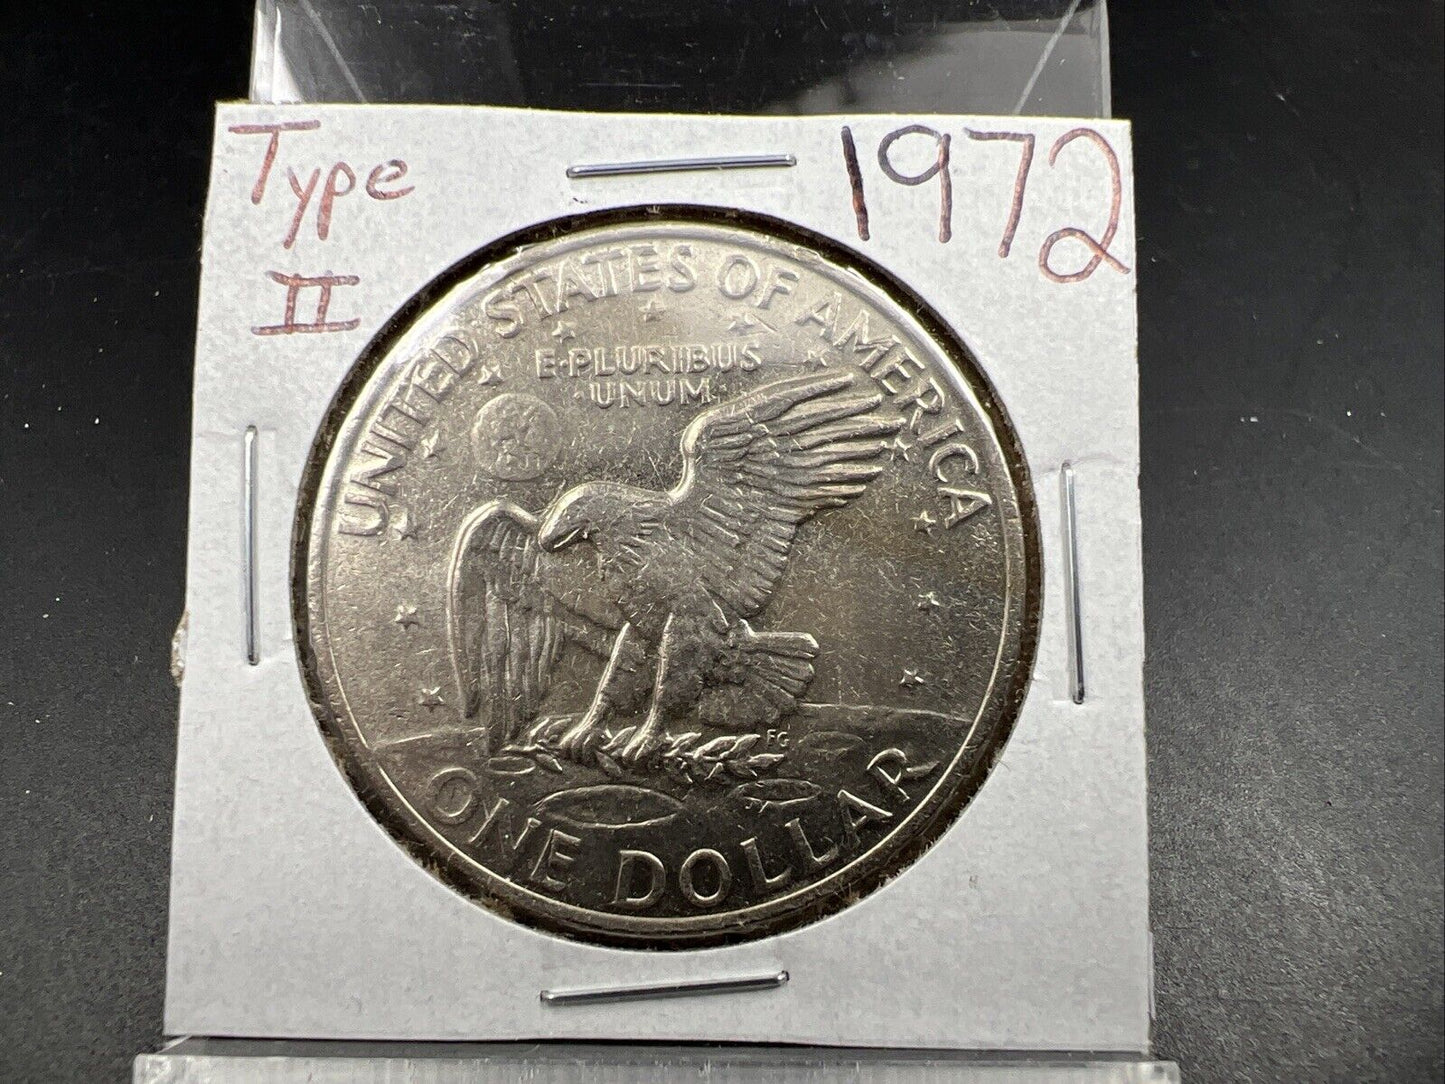 Type
II
1972
UNITED STATES OF AMERICA
E·PLURIBUS
·UNUM·
FG
ONE DOLLAR